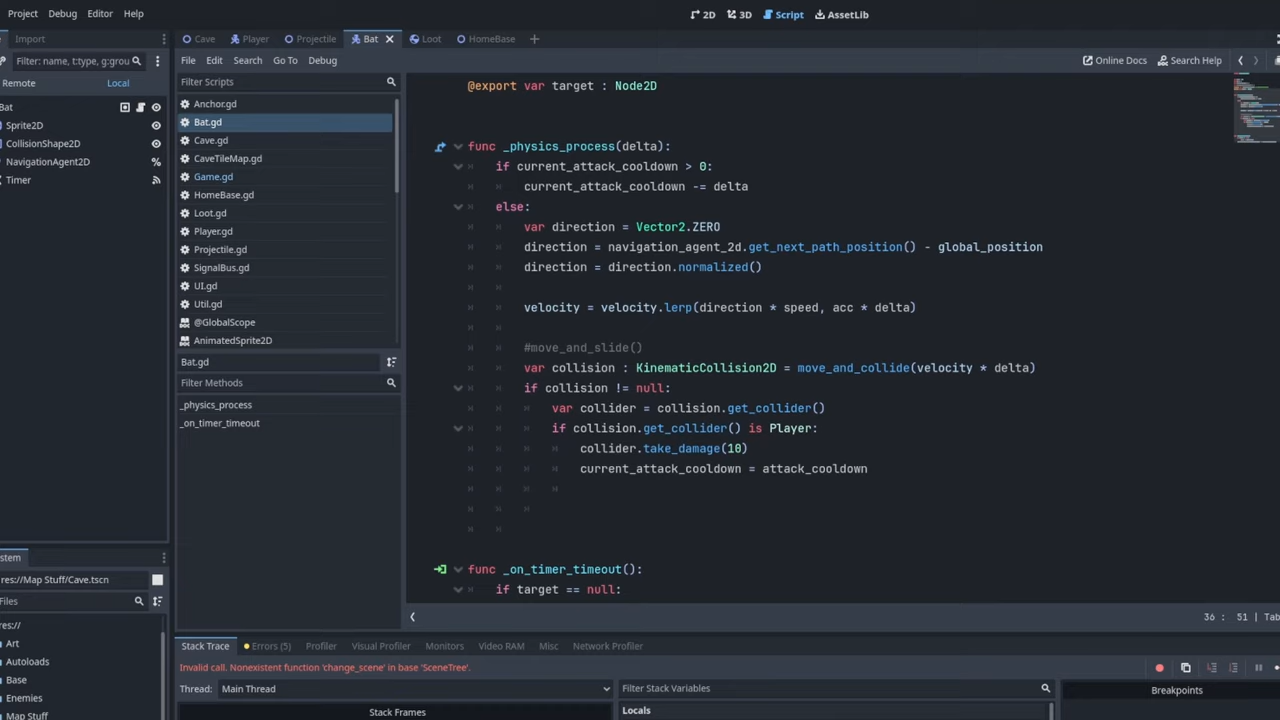 Project Debug Editor Help
2D 3D Script AssetLib
Import
Cave Player Projectile Bat Loot HomeBase
Filter: name, t:type, g:grou
File Edit Search Go To Debug
Online Docs Search Help
Remote Local
Bat
Sprite2D
CollisionShape2D
NavigationAgent2D
Timer
Filter Scripts
Anchor.gd
Bat.gd
Cave.gd
CaveTileMap.gd
Game.gd
HomeBase.gd
Loot.gd
Player.gd
Projectile.gd
SignalBus.gd
UI.gd
Util.gd
@GlobalScope
AnimatedSprite2D
Bat.gd
Filter Methods
_physics_process
_on_timer_timeout
@export var target : Node2D
func _physics_process(delta):
if current_attack_cooldown > 0:
current_attack_cooldown -= delta
else:
var direction = Vector2.ZERO
direction = navigation_agent_2d.get_next_path_position() - global_position
direction = direction.normalized()
velocity = velocity.lerp(direction * speed, acc * delta)
#move_and_slide()
var collision : KinematicCollision2D = move_and_collide(velocity * delta)
if collision != null:
var collider = collision.get_collider()
if collision.get_collider() is Player:
collider.take_damage(10)
current_attack_cooldown = attack_cooldown
func _on_timer_timeout():
if target == null:
36 : 51 | Tab
stem
res://Map Stuff/Cave.tscn
Files
res://
Art
Autoloads
Base
Enemies
Map Stuff
Stack Trace Errors (5) Profiler Visual Profiler Monitors Video RAM Misc Network Profiler
Invalid call. Nonexistent function 'change_scene' in base 'SceneTree'.
Thread: Main Thread
Filter Stack Variables
Breakpoints
Stack Frames
Locals